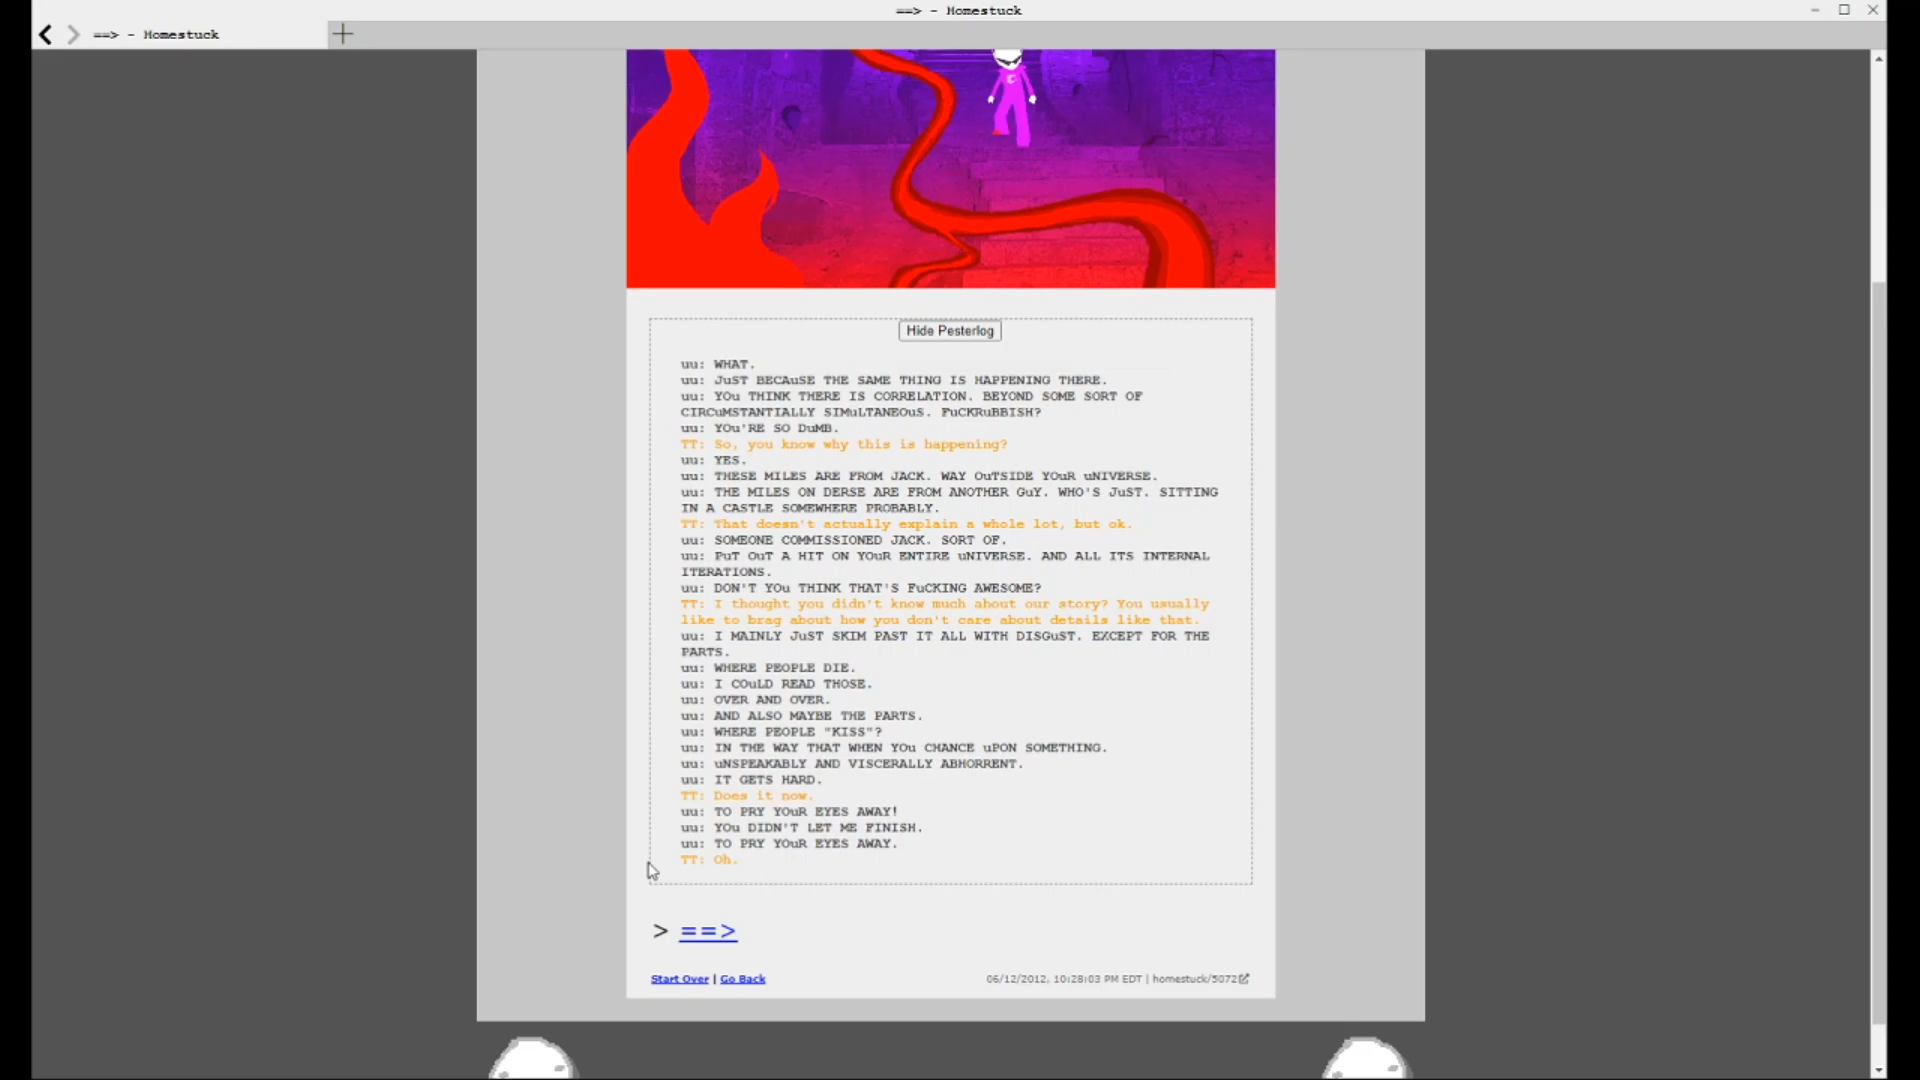 ==> - Homestuck
==> - Homestuck
Hide Pesterlog
uu: WHAT.
uu: JuST BECAuSE THE SAME THING IS HAPPENING THERE.
uu: YOu THINK THERE IS CORRELATION. BEYOND SOME SORT OF
CIRCuMSTANTIALLY SIMuLTANEOuS. FuCKRuBBISH?
uu: YOu'RE SO DuMB.
TT: So, you know why this is happening?
uu: YES.
uu: THESE MILES ARE FROM JACK. WAY OuTSIDE YOuR uNIVERSE.
uu: THE MILES ON DERSE ARE FROM ANOTHER GuY. WHO'S JuST. SITTING
IN A CASTLE SOMEWHERE PROBABLY.
TT: That doesn't actually explain a whole lot, but ok.
uu: SOMEONE COMMISSIONED JACK. SORT OF.
uu: PuT OuT A HIT ON YOuR ENTIRE uNIVERSE. AND ALL ITS INTERNAL
ITERATIONS.
uu: DON'T YOu THINK THAT'S FuCKING AWESOME?
TT: I thought you didn't know much about our story? You usually
like to brag about how you don't care about details like that.
uu: I MAINLY JuST SKIM PAST IT ALL WITH DISGuST. EXCEPT FOR THE
PARTS.
uu: WHERE PEOPLE DIE.
uu: I COuLD READ THOSE.
uu: OVER AND OVER.
uu: AND ALSO MAYBE THE PARTS.
uu: WHERE PEOPLE "KISS"?
uu: IN THE WAY THAT WHEN YOu CHANCE uPON SOMETHING.
uu: uNSPEAKABLY AND VISCERALLY ABHORRENT.
uu: IT GETS HARD.
TT: Does it now.
uu: TO PRY YOuR EYES AWAY!
uu: YOu DIDN'T LET ME FINISH.
uu: TO PRY YOuR EYES AWAY.
TT: Oh.
> ==>
Start Over | Go Back
06/12/2012, 10:28:03 PM EDT | homestuck/5072